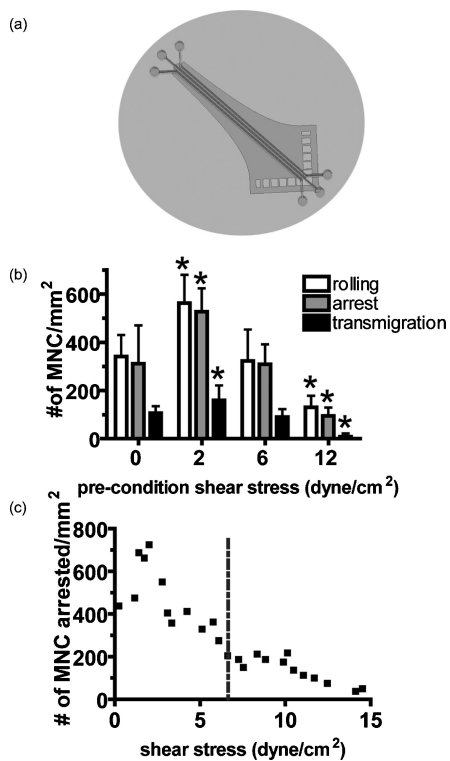 (a)
(b)
* * * * * *
rolling
arrest
transmigration
#of MNC/mm²
600
400
200
0
0 2 6 12
pre-condition shear stress (dyne/cm²)
(c)
# of MNC arrested/mm²
800
600
400
200
0
0 5 10 15
shear stress (dyne/cm²)